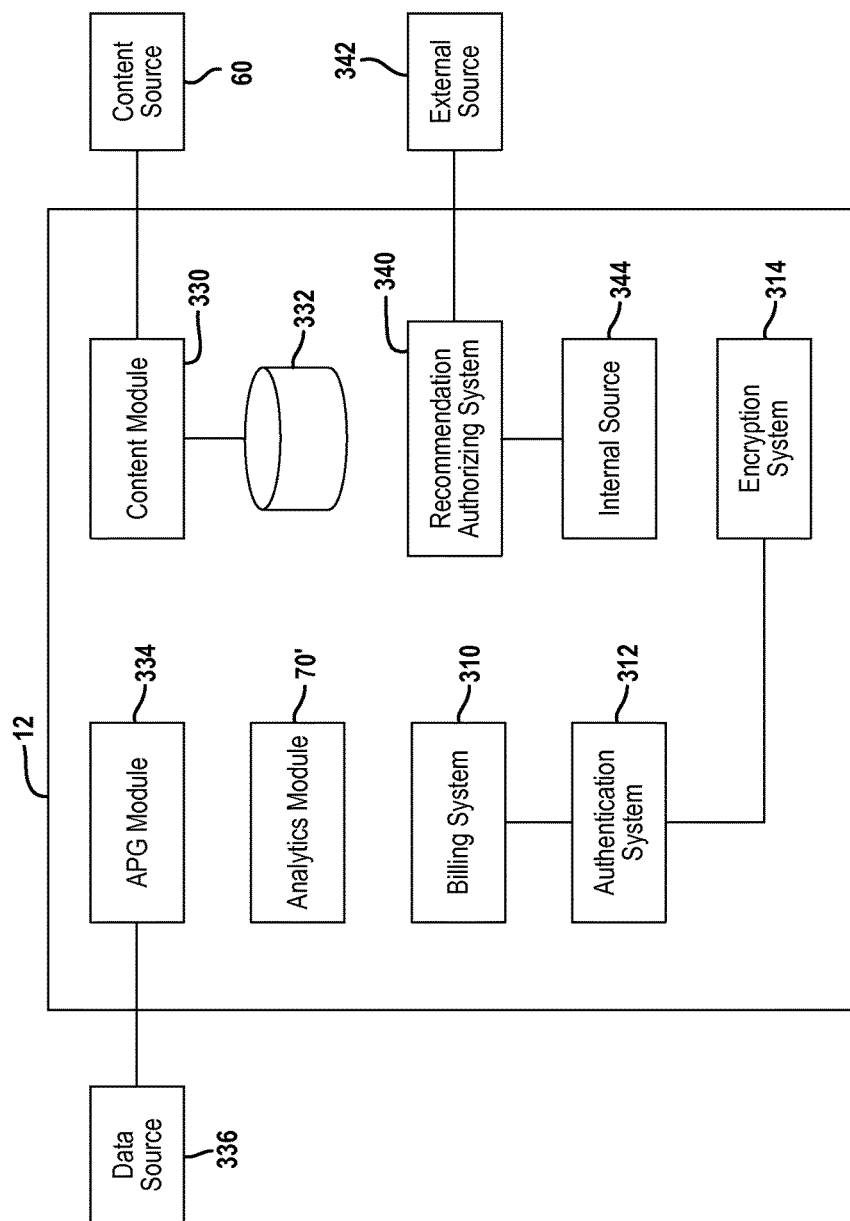 12
Data
Source
336
APG Module
334
Content Module
330
Content
Source
60
332
Analytics Module
70'
Billing System
310
Recommendation
Authorizing System
340
External
Source
342
Authentication
System
312
Internal Source
344
Encryption
System
314